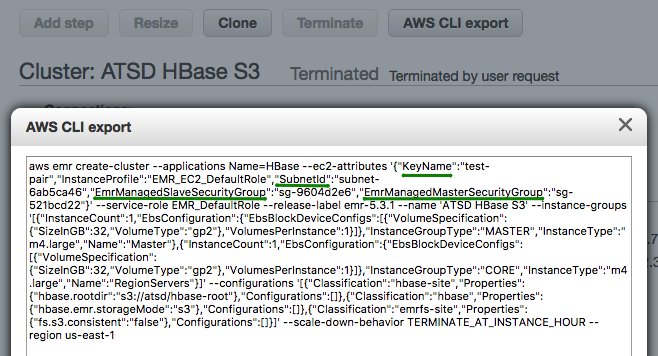 Add step Resize Clone Terminate AWS CLI export
Cluster: ATSD HBase S3 Terminated Terminated by user request
AWS CLI export
aws emr create-cluster --applications Name=HBase --ec2-attributes '{"KeyName":"test-
pair","InstanceProfile":"EMR_EC2_DefaultRole","SubnetId":"subnet-
6ab5ca46","EmrManagedSlaveSecurityGroup":"sg-9604d2e6","EmrManagedMasterSecurityGroup":"sg-
521bcd22"}' --service-role EMR_DefaultRole --release-label emr-5.3.1 --name 'ATSD HBase S3' --instance-groups
'[{"InstanceCount":1,"EbsConfiguration":{"EbsBlockDeviceConfigs":[{"VolumeSpecification":
{"SizeInGB":32,"VolumeType":"gp2"},"VolumesPerInstance":1}]},"InstanceGroupType":"MASTER","InstanceType":"
m4.large","Name":"Master"},{"InstanceCount":1,"EbsConfiguration":{"EbsBlockDeviceConfigs":
[{"VolumeSpecification":
{"SizeInGB":32,"VolumeType":"gp2"},"VolumesPerInstance":1}]},"InstanceGroupType":"CORE","InstanceType":"m4
.large","Name":"RegionServers"}]' --configurations '[{"Classification":"hbase-site","Properties":
{"hbase.rootdir":"s3://atsd/hbase-root"},"Configurations":[]},{"Classification":"hbase","Properties":
{"hbase.emr.storageMode":"s3"},"Configurations":[]},{"Classification":"emrfs-site","Properties":
{"fs.s3.consistent":"false"},"Configurations":[]}]' --scale-down-behavior TERMINATE_AT_INSTANCE_HOUR --
region us-east-1